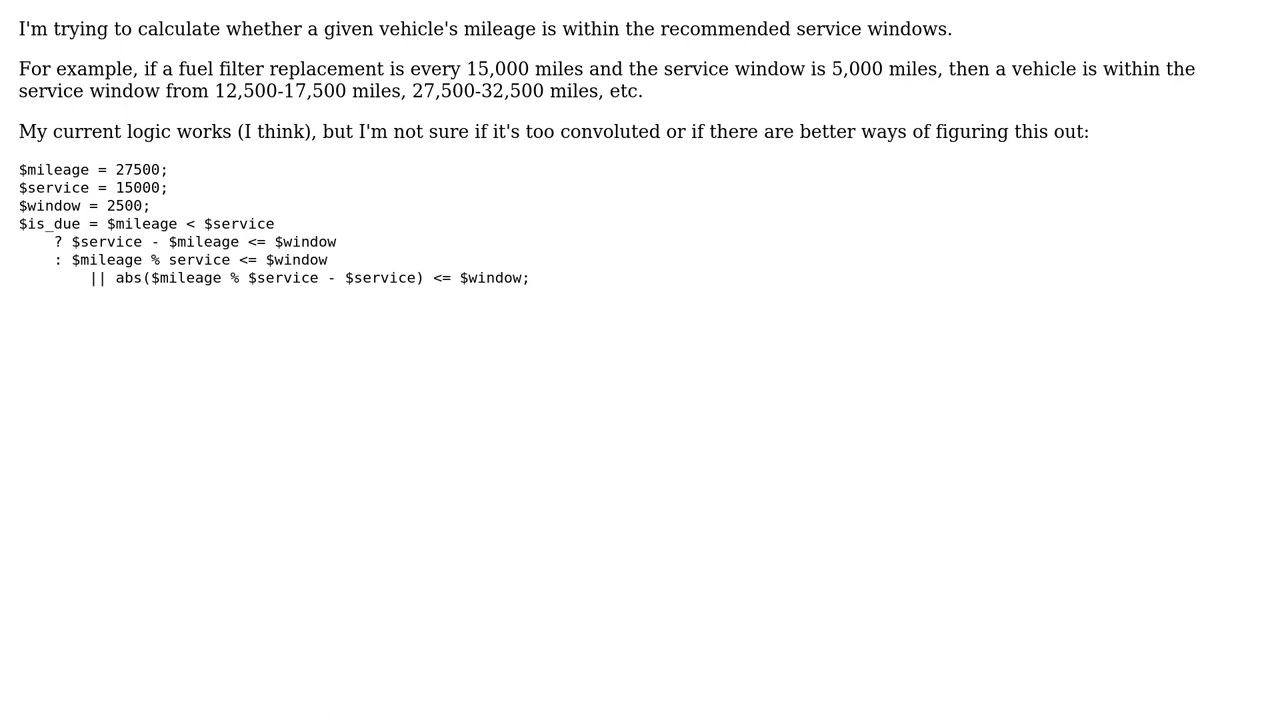 I'm trying to calculate whether a given vehicle's mileage is within the recommended service windows.
For example, if a fuel filter replacement is every 15,000 miles and the service window is 5,000 miles, then a vehicle is within the
service window from 12,500-17,500 miles, 27,500-32,500 miles, etc.
My current logic works (I think), but I'm not sure if it's too convoluted or if there are better ways of figuring this out:
$mileage = 27500;
$service = 15000;
$window = 2500;
$is_due = $mileage < $service
    ? $service - $mileage <= $window
    : $mileage % service <= $window
        || abs($mileage % $service - $service) <= $window;